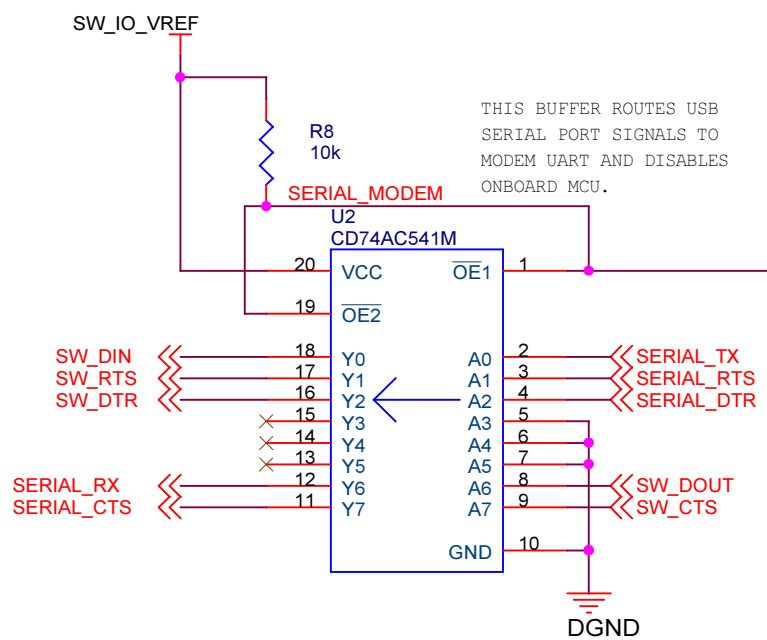 SW_IO_VREF
THIS BUFFER ROUTES USB
SERIAL PORT SIGNALS TO
MODEM UART AND DISABLES
ONBOARD MCU.
R8
10k
SERIAL_MODEM
U2
CD74AC541M
20 VCC OE1 1
19 OE2
SW_DIN 18 Y0 A0 2 SERIAL_TX
SW_RTS 17 Y1 A1 3 SERIAL_RTS
SW_DTR 16 Y2 A2 4 SERIAL_DTR
15 Y3 A3 5
14 Y4 A4 6
13 Y5 A5 7
SERIAL_RX 12 Y6 A6 8 SW_DOUT
SERIAL_CTS 11 Y7 A7 9 SW_CTS
GND 10
DGND